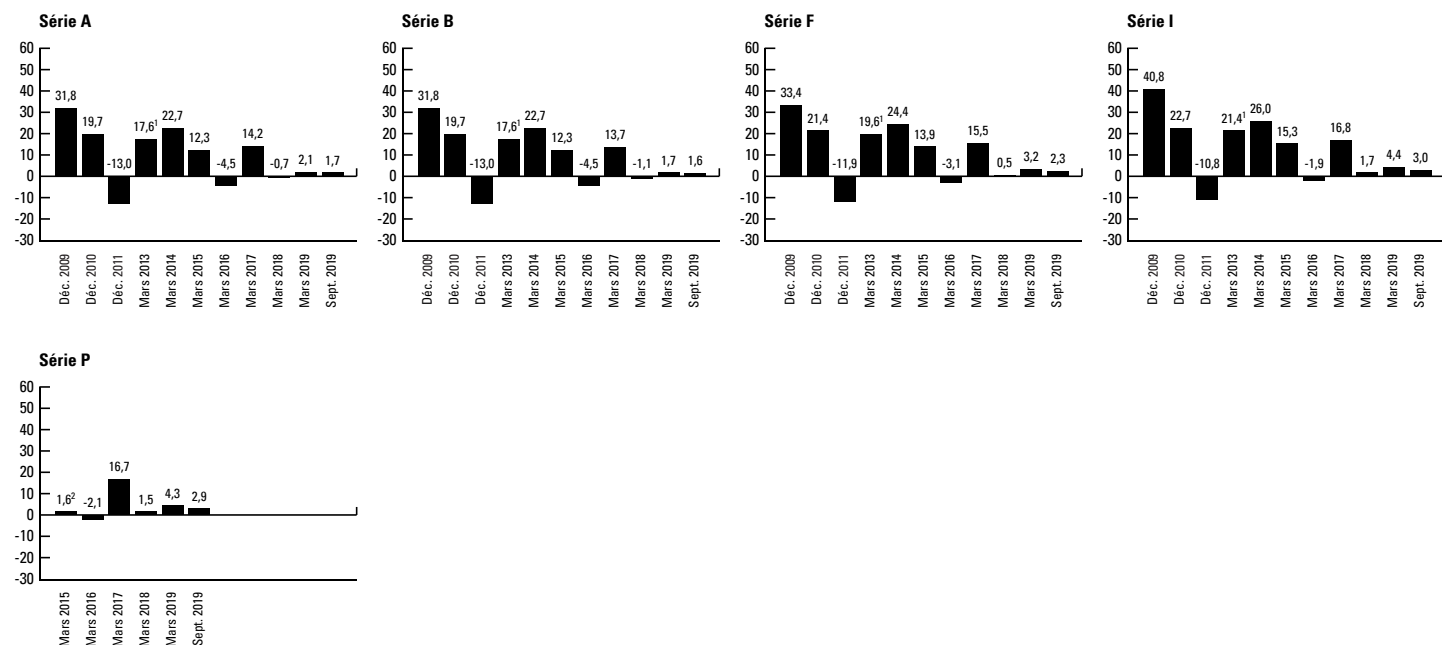 Série A
60
50
40
30
20
10
0
-10
-20
-30
31,8
19,7
-13,0
17,6¹
22,7
12,3
-4,5
14,2
-0,7
2,1
1,7
Déc. 2009
Déc. 2010
Déc. 2011
Mars 2013
Mars 2014
Mars 2015
Mars 2016
Mars 2017
Mars 2018
Mars 2019
Sept. 2019
Série B
60
50
40
30
20
10
0
-10
-20
-30
31,8
19,7
-13,0
17,6¹
22,7
12,3
-4,5
13,7
-1,1
1,7
1,6
Déc. 2009
Déc. 2010
Déc. 2011
Mars 2013
Mars 2014
Mars 2015
Mars 2016
Mars 2017
Mars 2018
Mars 2019
Sept. 2019
Série F
60
50
40
30
20
10
0
-10
-20
-30
33,4
21,4
-11,9
19,6¹
24,4
13,9
-3,1
15,5
0,5
3,2
2,3
Déc. 2009
Déc. 2010
Déc. 2011
Mars 2013
Mars 2014
Mars 2015
Mars 2016
Mars 2017
Mars 2018
Mars 2019
Sept. 2019
Série I
60
50
40
30
20
10
0
-10
-20
-30
40,8
22,7
-10,8
21,4¹
26,0
15,3
-1,9
16,8
1,7
4,4
3,0
Déc. 2009
Déc. 2010
Déc. 2011
Mars 2013
Mars 2014
Mars 2015
Mars 2016
Mars 2017
Mars 2018
Mars 2019
Sept. 2019
Série P
60
50
40
30
20
10
0
-10
-20
-30
1,6²
-2,1
16,7
1,5
4,3
2,9
Mars 2015
Mars 2016
Mars 2017
Mars 2018
Mars 2019
Sept. 2019